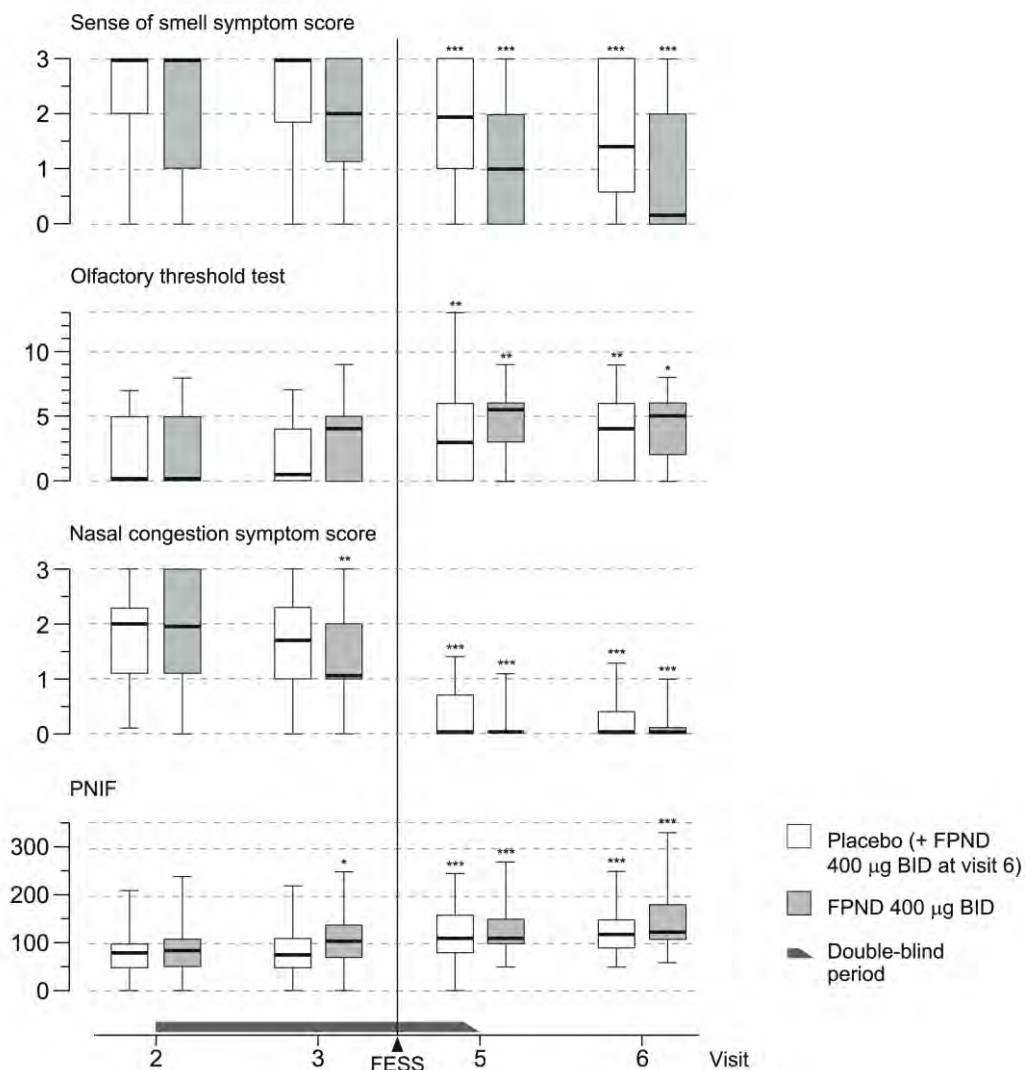 Sense of smell symptom score
*** *** *** ***
3
2
1
0
Olfactory threshold test
**
** ** *
10
5
0
Nasal congestion symptom score
**
3
2
*** *** *** ***
1
0
PNIF
***
300
* *** *** ***
200
100
0
Placebo (+ FPND
400 µg BID at visit 6)
FPND 400 µg BID
Double-blind
period
2 3 FESS 5 6 Visit